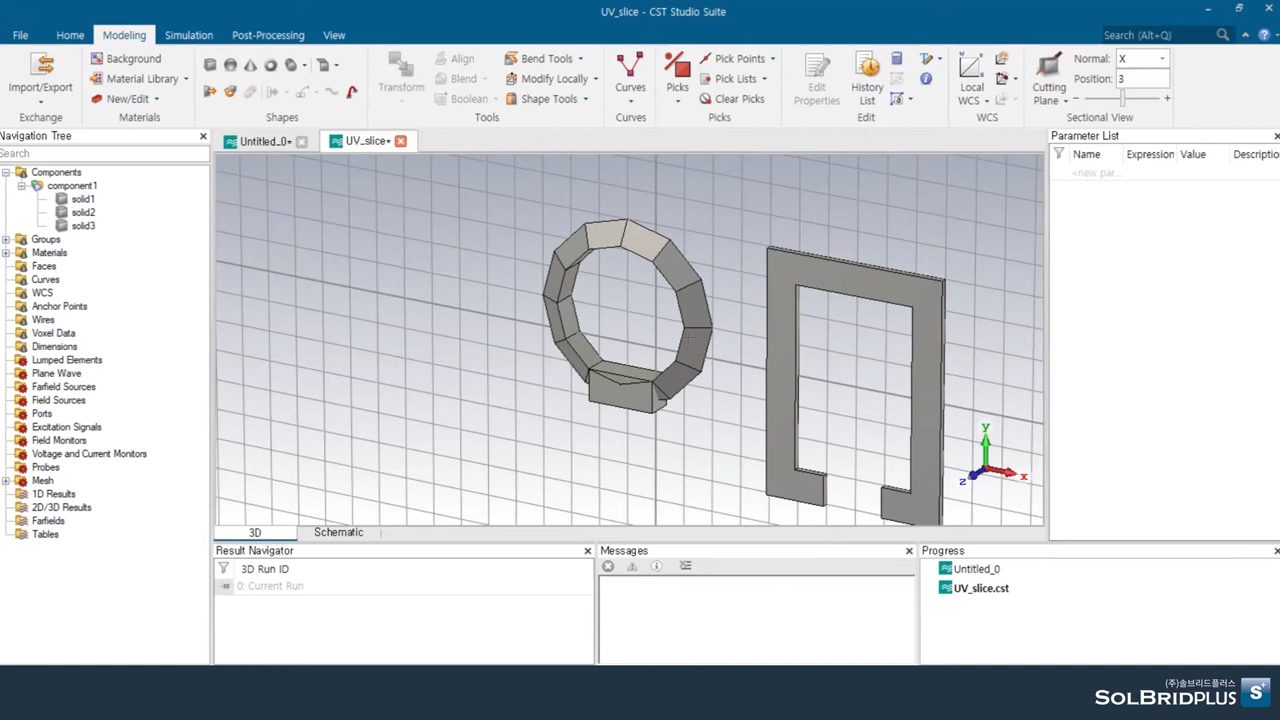 UV_slice - CST Studio Suite
File Home Modeling Simulation Post-Processing View Search (Alt+Q)
Import/Export
Exchange
Background
Material Library
New/Edit
Materials
Shapes
Transform
Align
Blend
Boolean
Bend Tools
Modify Locally
Shape Tools
Tools
Curves
Curves
Picks
Pick Points
Pick Lists
Clear Picks
Picks
Edit
Properties
History
List
Edit
Local
WCS
WCS
Cutting
Plane
Normal: X
Position: 3
Sectional View
Navigation Tree
Search
Components
component1
solid1
solid2
solid3
Groups
Materials
Faces
Curves
WCS
Anchor Points
Wires
Voxel Data
Dimensions
Lumped Elements
Plane Wave
Farfield Sources
Field Sources
Ports
Excitation Signals
Field Monitors
Voltage and Current Monitors
Probes
Mesh
1D Results
2D/3D Results
Farfields
Tables
Untitled_0*
UV_slice*
y
z
x
3D
Schematic
Parameter List
Name Expression Value Descriptio
<new par...
Result Navigator
3D Run ID
0: Current Run
Messages
Progress
Untitled_0
UV_slice.cst
(주)솔브리드플러스
SOLBRIDPLUS
S+